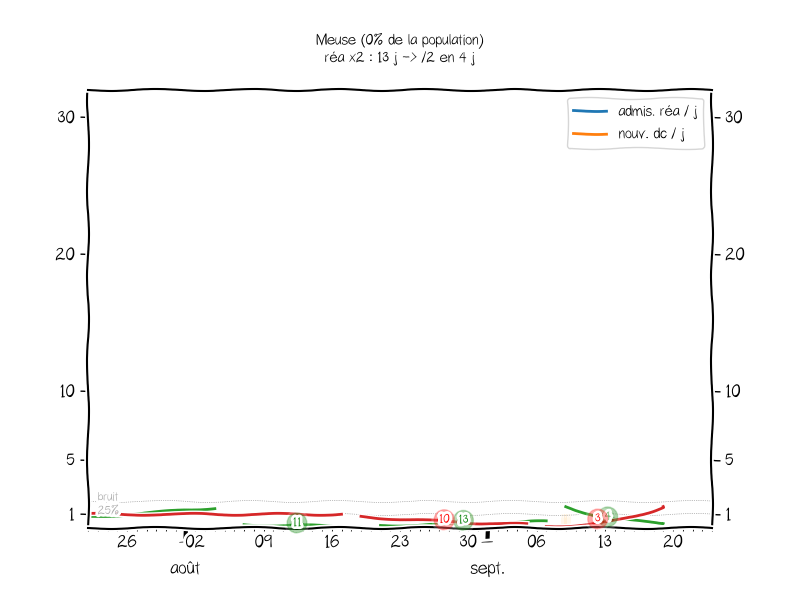 Meuse (0% de la population)
réa x2 : 13 j -> /2 en 4 j
admis. réa / j
nouv. dc / j
30 30
20 20
10 10
5 5
bruit
25%
1 1
11 10 13 3 4
26 02 09 16 23 30 06 13 20
août sept.